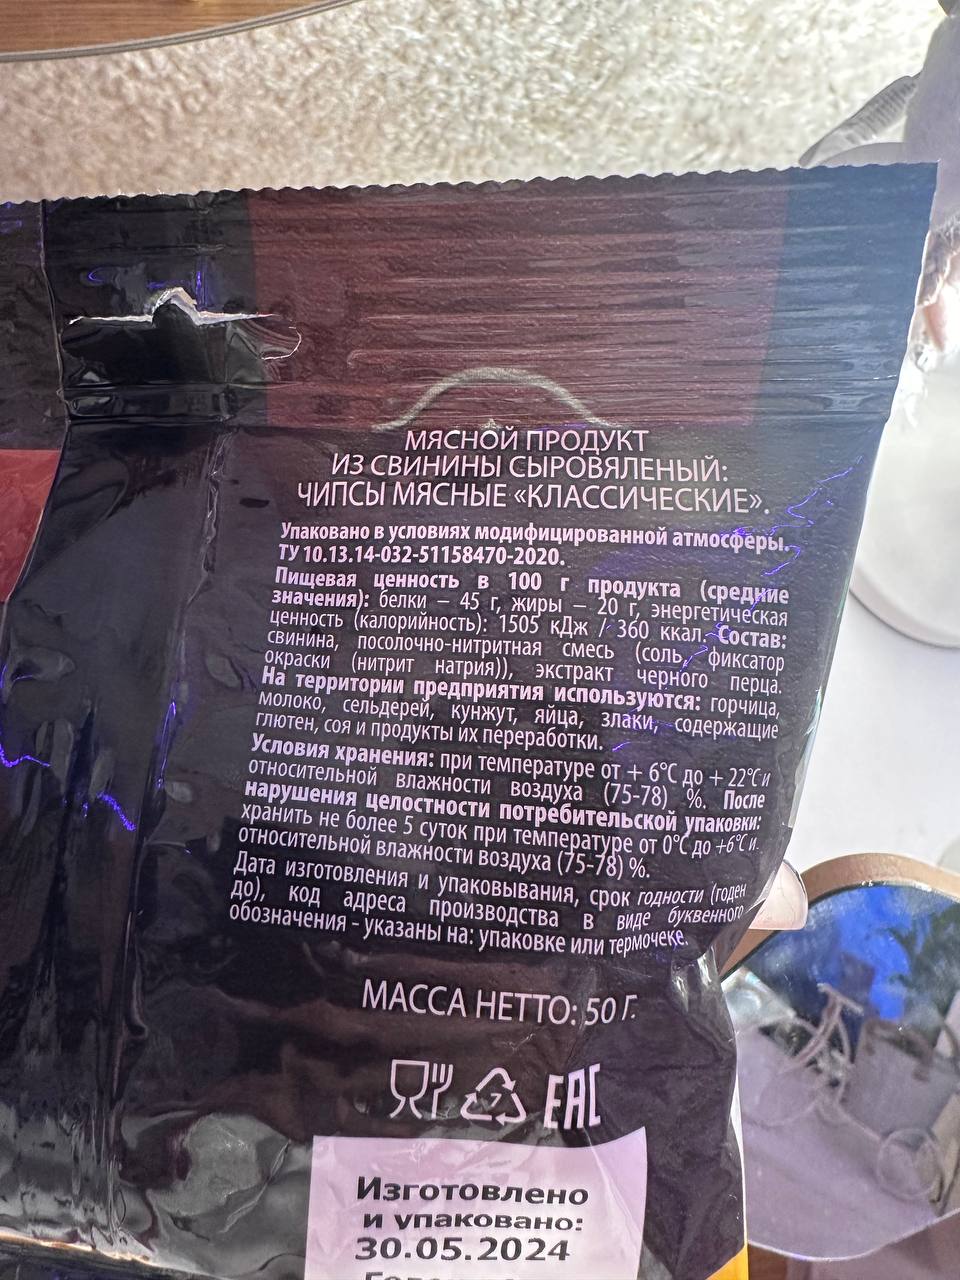 МЯСНОЙ ПРОДУКТ
ИЗ СВИНИНЫ СЫРОВЯЛЕНЫЙ:
ЧИПСЫ МЯСНЫЕ «КЛАССИЧЕСКИЕ».
Упаковано в условиях модифицированной атмосферы.
ТУ 10.13.14-032-51158470-2020.
Пищевая ценность в 100 г продукта (средние
значения): белки – 45 г, жиры – 20 г, энергетическая
ценность (калорийность): 1505 кДж / 360 ккал. Состав:
свинина, посолочно-нитритная смесь (соль, фиксатор
окраски (нитрит натрия)), экстракт черного перца.
На территории предприятия используются: горчица,
молоко, сельдерей, кунжут, яйца, злаки, содержащие
глютен, соя и продукты их переработки.
Условия хранения: при температуре от + 6°С до + 22°С и
относительной влажности воздуха (75-78) %. После
нарушения целостности потребительской упаковки:
хранить не более 5 суток при температуре от 0°С до +6°С и
относительной влажности воздуха (75-78) %.
Дата изготовления и упаковывания, срок годности (годен
до), код адреса производства в виде буквенного
обозначения - указаны на: упаковке или термочеке.
МАССА НЕТТО: 50 Г.
7
EAC
Изготовлено
и упаковано:
30.05.2024